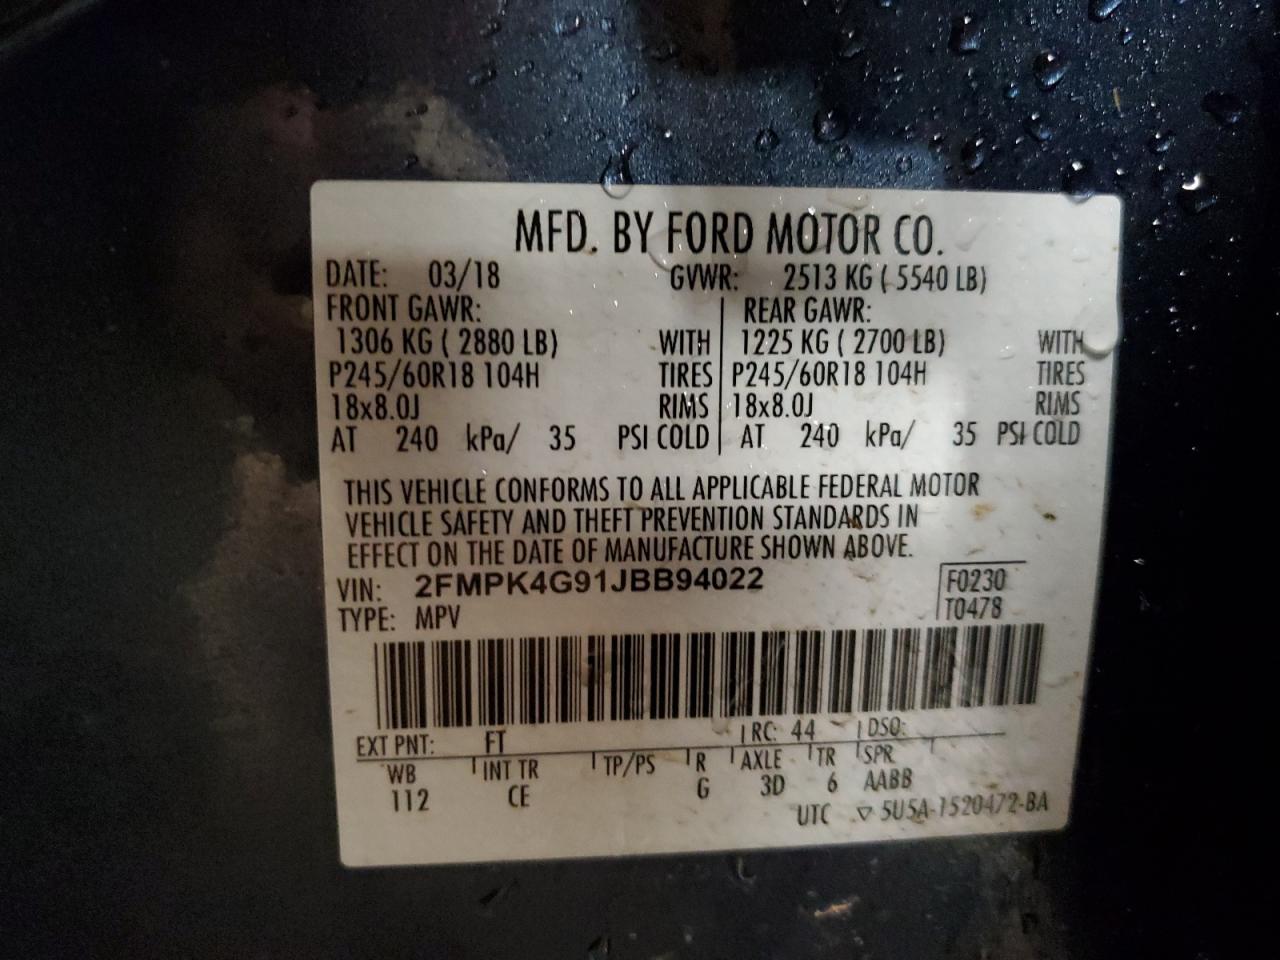 MFD. BY FORD MOTOR CO.
DATE: 03/18 GVWR: 2513 KG ( 5540 LB)
FRONT GAWR: REAR GAWR:
1306 KG ( 2880 LB) WITH 1225 KG ( 2700 LB) WITH
P245/60R18 104H TIRES P245/60R18 104H TIRES
18x8.0J RIMS 18x8.0J RIMS
AT 240 kPa/ 35 PSI COLD AT 240 kPa/ 35 PSI COLD
THIS VEHICLE CONFORMS TO ALL APPLICABLE FEDERAL MOTOR
VEHICLE SAFETY AND THEFT PREVENTION STANDARDS IN
EFFECT ON THE DATE OF MANUFACTURE SHOWN ABOVE.
VIN: 2FMPK4G91JBB94022 F0230
TYPE: MPV T0478
EXT PNT: FT RC: 44 DSO:
WB INT TR TP/PS R AXLE TR SPR
112 CE G 3D 6 AABB
UTC ▽ 5U5A-1520472-BA